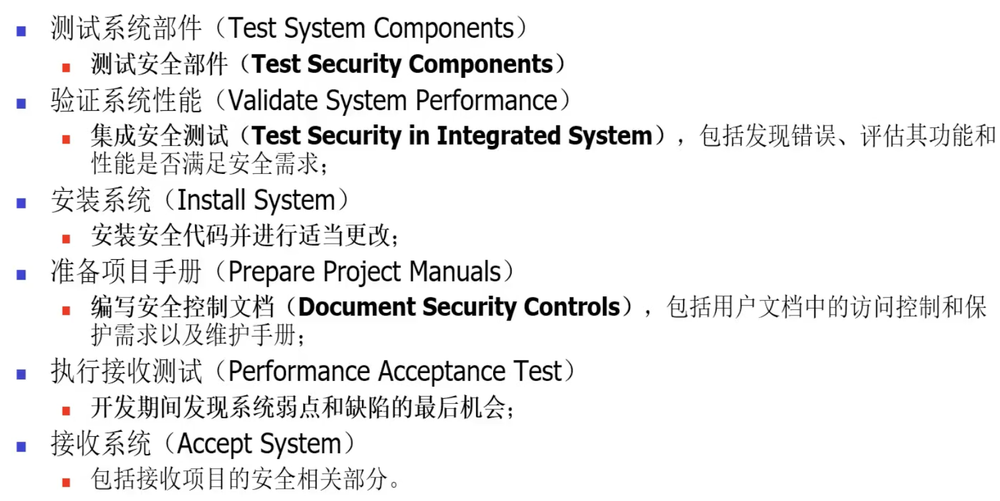 测试系统部件（Test System Components）
测试安全部件（Test Security Components）
验证系统性能（Validate System Performance）
集成安全测试（Test Security in Integrated System），包括发现错误、评估其功能和
性能是否满足安全需求；
安装系统（Install System）
安装安全代码并进行适当更改；
准备项目手册（Prepare Project Manuals）
编写安全控制文档（Document Security Controls），包括用户文档中的访问控制和保
护需求以及维护手册；
执行接收测试（Performance Acceptance Test）
开发期间发现系统弱点和缺陷的最后机会；
接收系统（Accept System）
包括接收项目的安全相关部分。